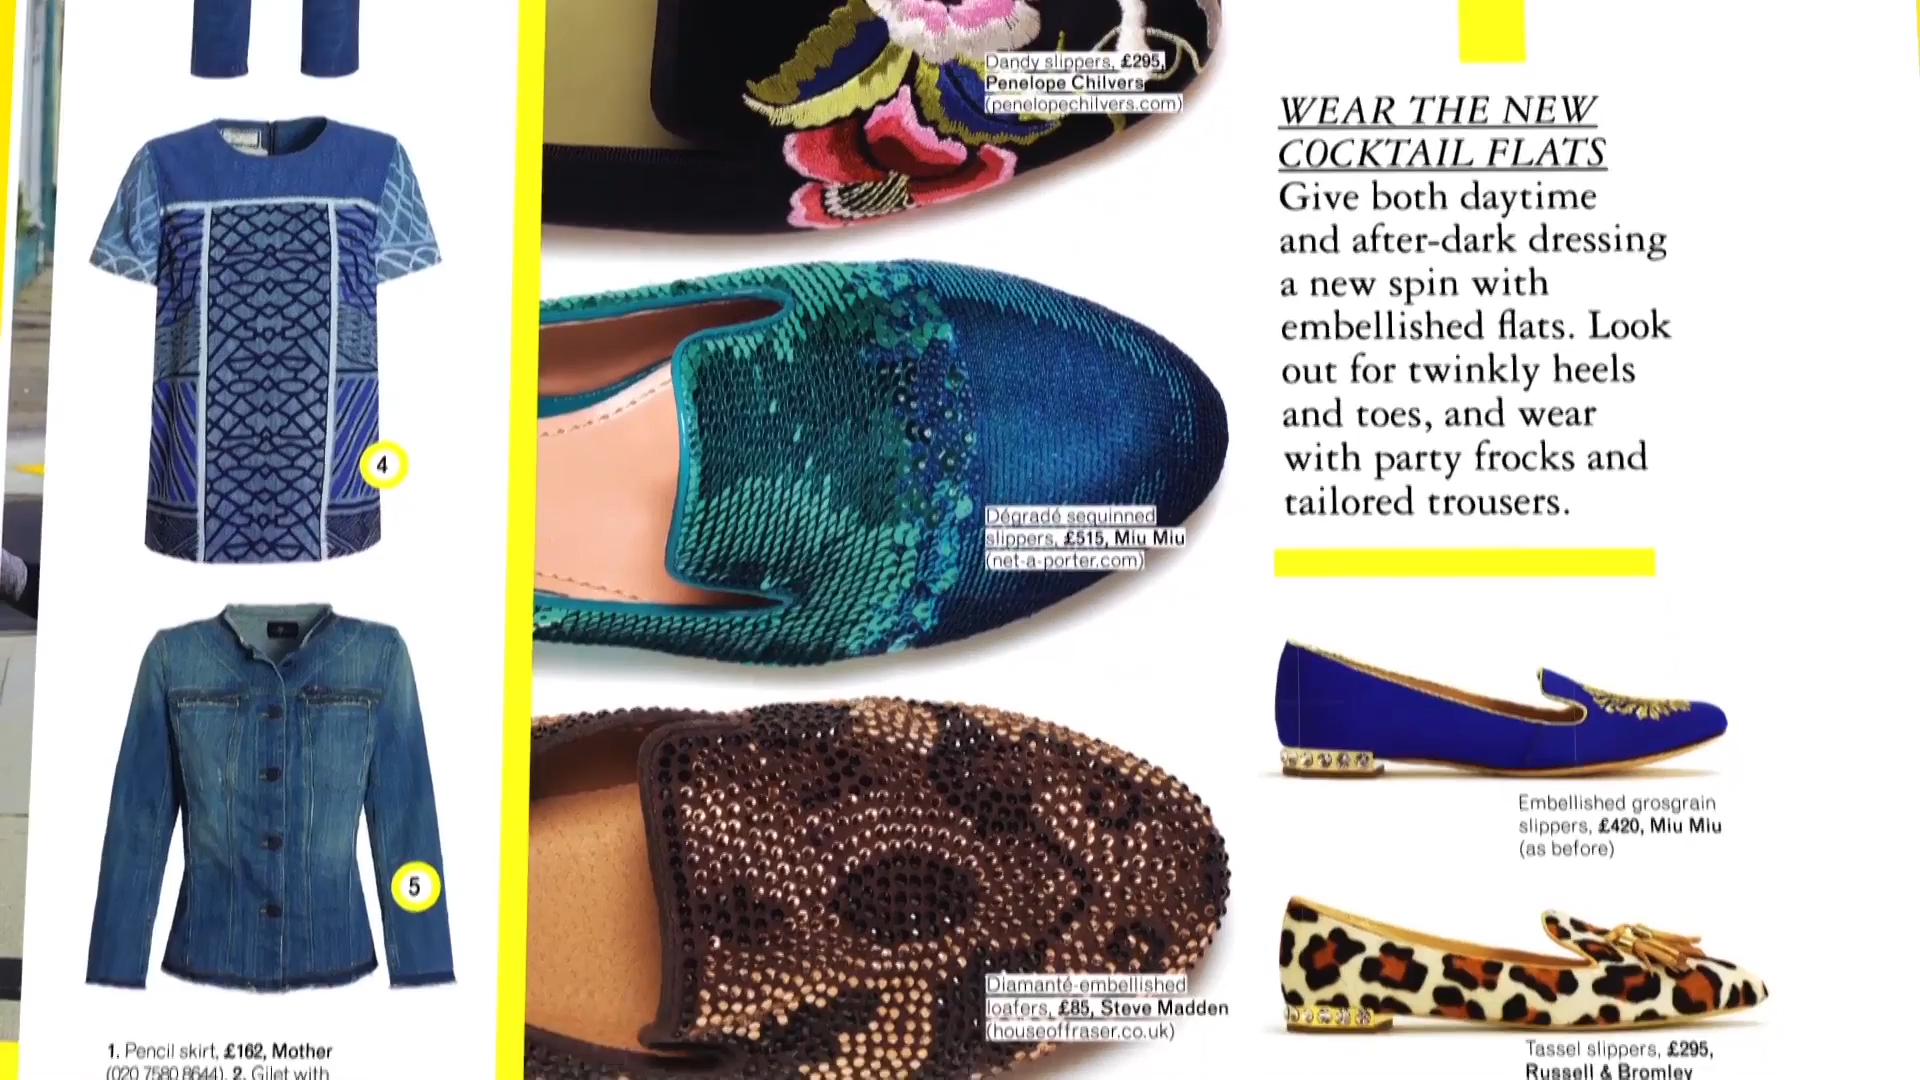 4
5
1. Pencil skirt, £162, Mother
(020 7580 8644). 2. Gilet with
Dandy slippers, £295,
Penelope Chilvers
(penelopechilvers.com)
Dégradé sequinned
slippers, £515, Miu Miu
(net-a-porter.com)
Diamanté-embellished
loafers, £85, Steve Madden
(houseoffraser.co.uk)
WEAR THE NEW
COCKTAIL FLATS
Give both daytime
and after-dark dressing
a new spin with
embellished flats. Look
out for twinkly heels
and toes, and wear
with party frocks and
tailored trousers.
Embellished grosgrain
slippers, £420, Miu Miu
(as before)
Tassel slippers, £295,
Russell & Bromley